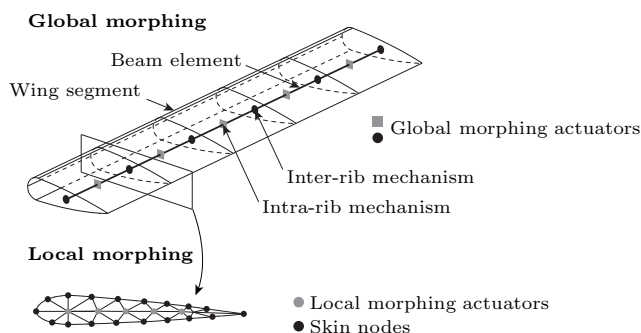 Global morphing
Beam element
Wing segment
Global morphing actuators
Inter-rib mechanism
Intra-rib mechanism
Local morphing
Local morphing actuators
Skin nodes